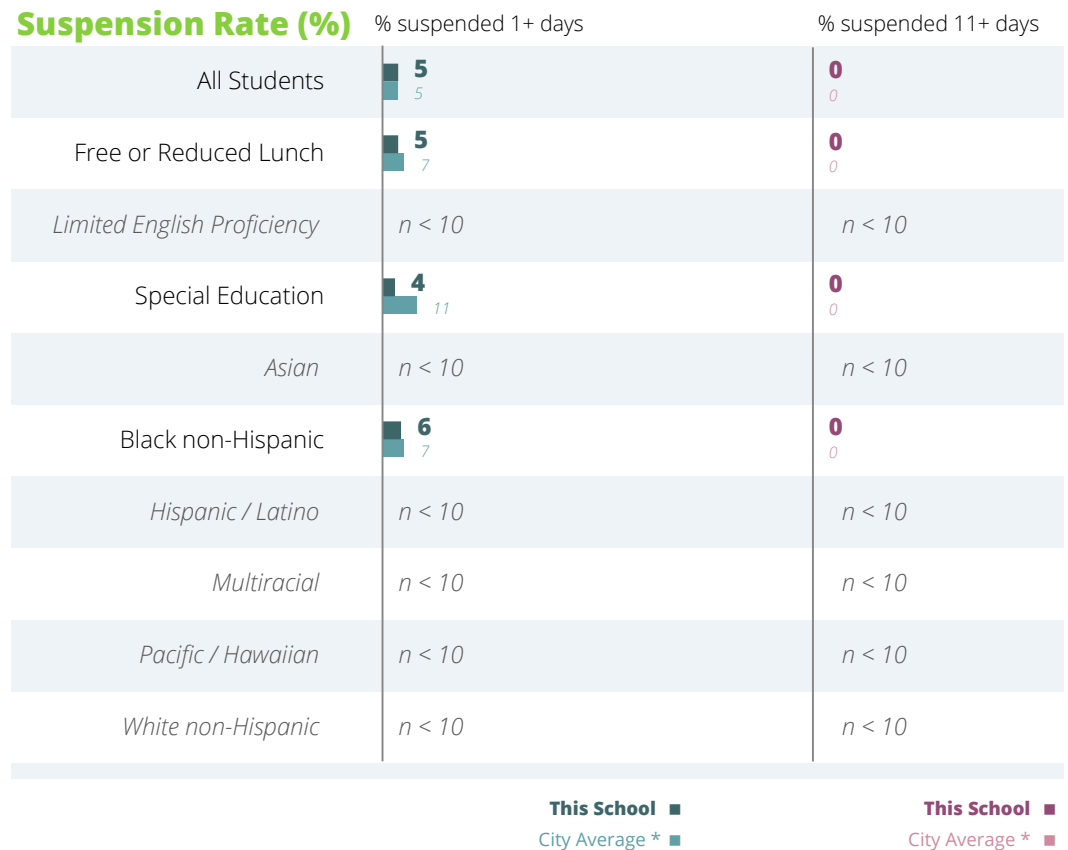 Suspension Rate (%) % suspended 1+ days % suspended 11+ days
All Students 5 0
5 0
Free or Reduced Lunch 5 0
7 0
Limited English Proficiency n < 10 n < 10
Special Education 4 0
11 0
Asian n < 10 n < 10
Black non-Hispanic 6 0
7 0
Hispanic / Latino n < 10 n < 10
Multiracial n < 10 n < 10
Pacific / Hawaiian n < 10 n < 10
White non-Hispanic n < 10 n < 10
This School This School
City Average * City Average *